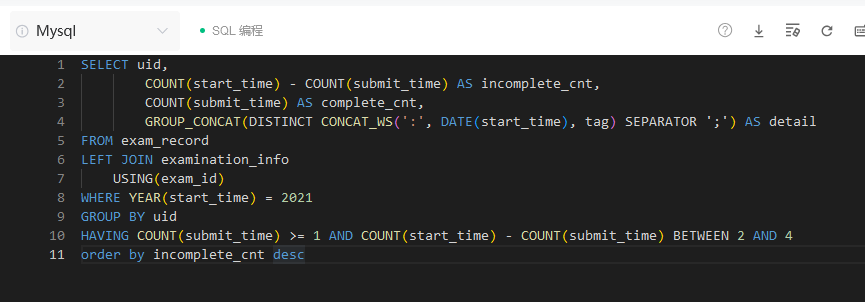 Mysql
SQL 编程
1 SELECT uid,
2 COUNT(start_time) - COUNT(submit_time) AS incomplete_cnt,
3 COUNT(submit_time) AS complete_cnt,
4 GROUP_CONCAT(DISTINCT CONCAT_WS(':', DATE(start_time), tag) SEPARATOR ';') AS detail
5 FROM exam_record
6 LEFT JOIN examination_info
7 USING(exam_id)
8 WHERE YEAR(start_time) = 2021
9 GROUP BY uid
10 HAVING COUNT(submit_time) >= 1 AND COUNT(start_time) - COUNT(submit_time) BETWEEN 2 AND 4
11 order by incomplete_cnt desc